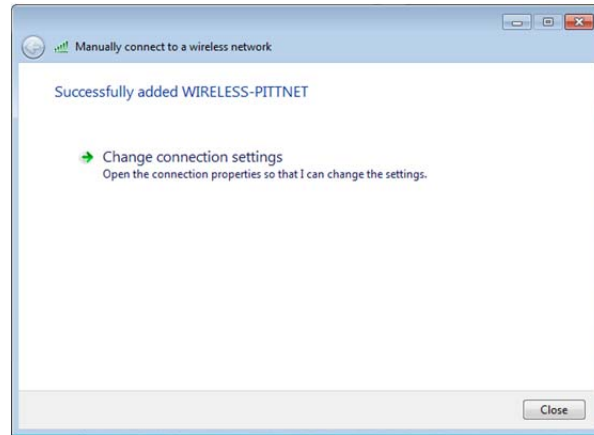 Manually connect to a wireless network
Successfully added WIRELESS-PITTNET
Change connection settings
Open the connection properties so that I can change the settings.
Close